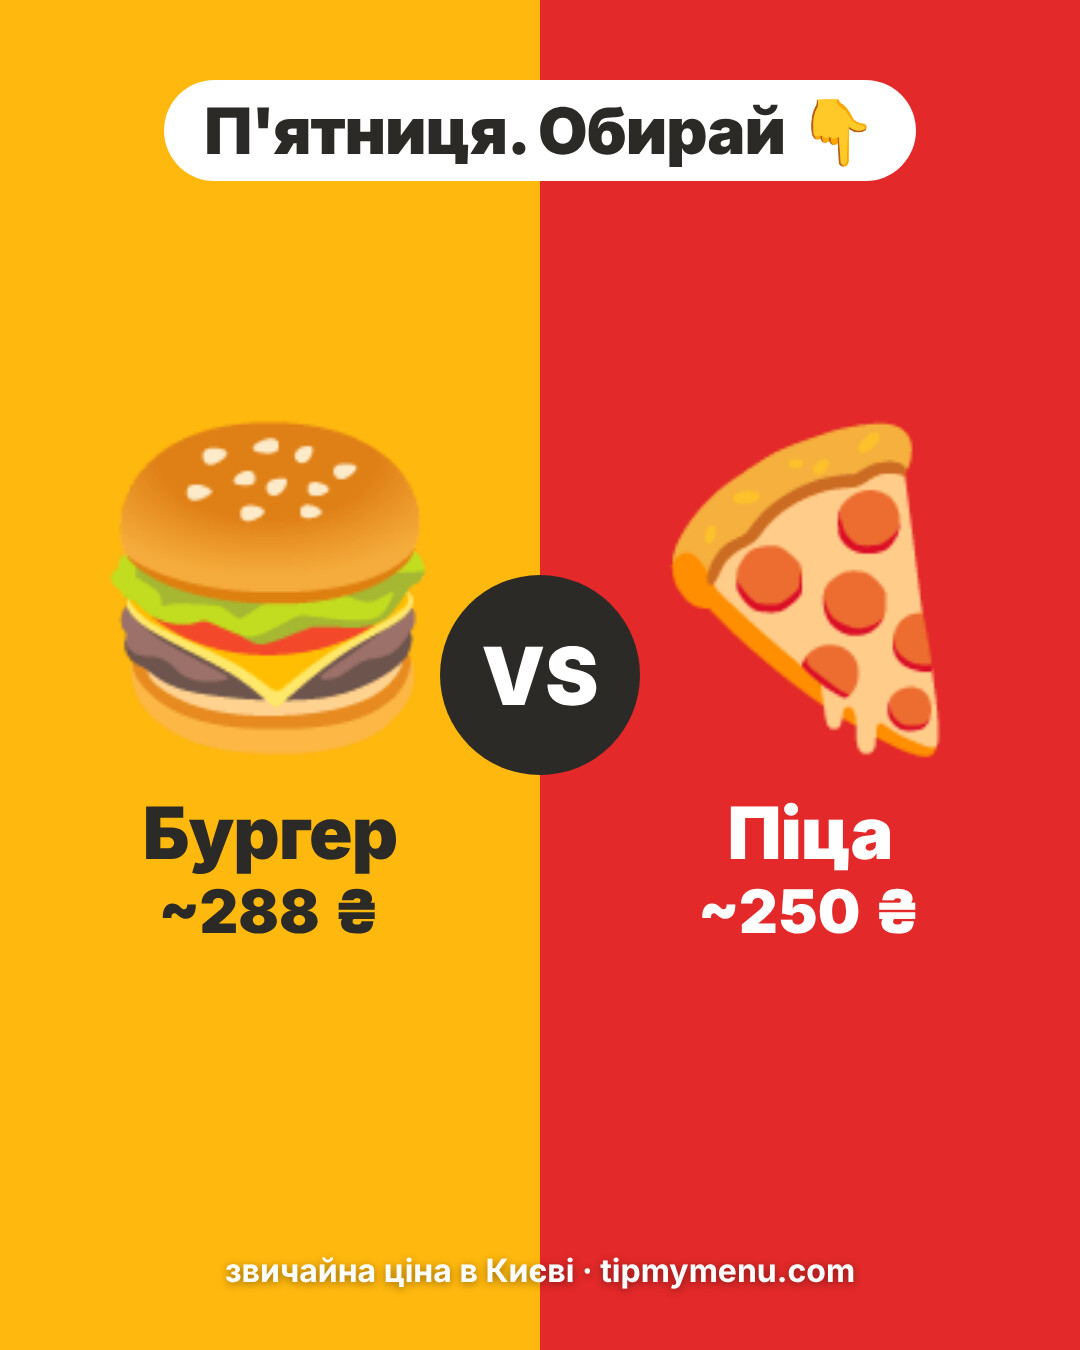 П'ятниця. Обирай 👇
VS
Бургер
~288 ₴
Піца
~250 ₴
звичайна ціна в Києві · tipmymenu.com